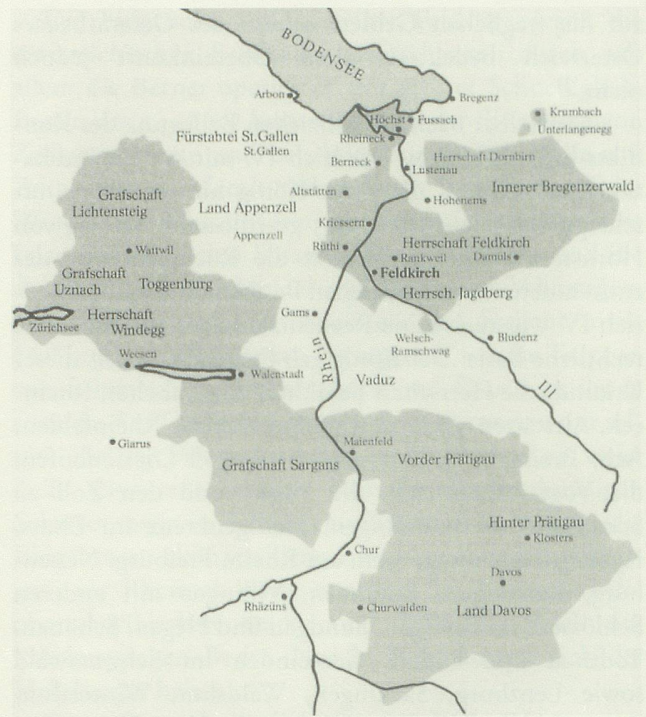 BODENSEE
Arbon
Bregenz
Höchst
Fussach
Krumbach
Unterlangenegg
Fürstabtei St.Gallen
St.Gallen
Rheineck
Berneck
Herrschaft Dornbirn
Lustenau
Innerer Bregenzerwald
Grafschaft
Lichtensteig
Altstätten
Land Appenzell
Hohenems
Appenzell
Kriessern
Wattwil
Rüthi
Herrschaft Feldkirch
Rankweil
Damüls
Feldkirch
Grafschaft
Uznach
Toggenburg
Herrsch. Jagdberg
Zürichsee
Herrschaft
Windegg
Gams
Rhein
Welsch-
Ramschwag
Bludenz
Weesen
Walenstadt
Vaduz
Ill
Glarus
Maienfeld
Grafschaft Sargans
Vorder Prätigau
Hinter Prätigau
Klosters
Chur
Davos
Rhäzüns
Churwalden
Land Davos